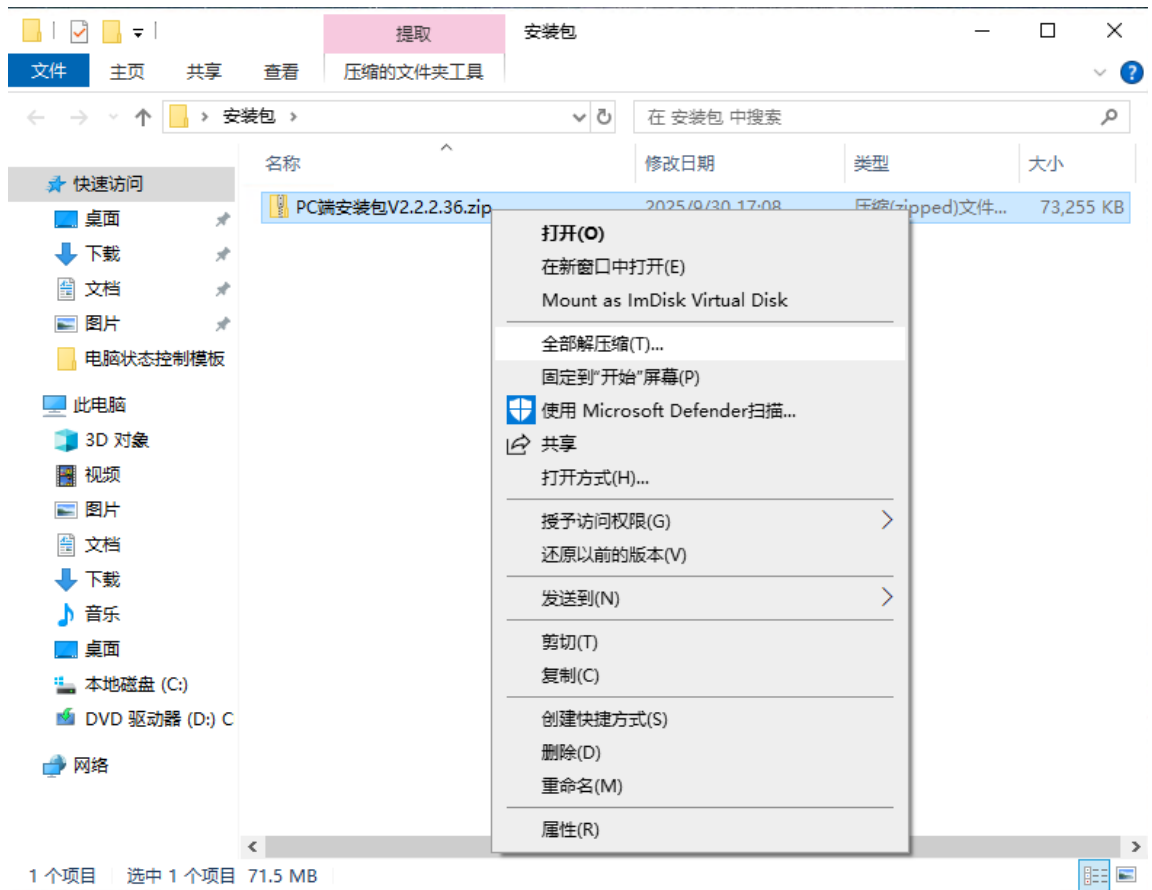 提取
安装包
文件
主页
共享
查看
压缩的文件夹工具
安装包
在 安装包 中搜索
名称
修改日期
类型
大小
快速访问
桌面
下载
文档
图片
电脑状态控制模板
此电脑
3D 对象
视频
图片
文档
下载
音乐
桌面
本地磁盘 (C:)
DVD 驱动器 (D:) C
网络
PC端安装包V2.2.2.36.zip
2025/9/30 17:08
压缩(zipped)文件...
73,255 KB
打开(O)
在新窗口中打开(E)
Mount as ImDisk Virtual Disk
全部解压缩(T)...
固定到“开始”屏幕(P)
使用 Microsoft Defender扫描...
共享
打开方式(H)...
授予访问权限(G)
还原以前的版本(V)
发送到(N)
剪切(T)
复制(C)
创建快捷方式(S)
删除(D)
重命名(M)
属性(R)
1 个项目
选中 1 个项目 71.5 MB